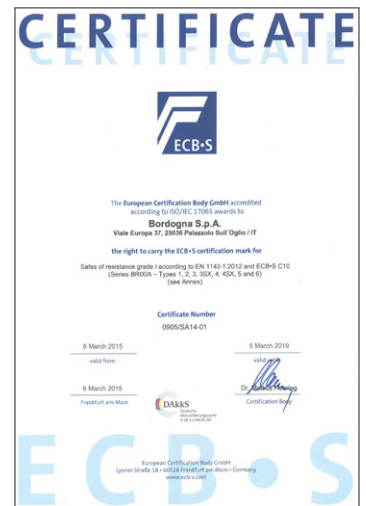 CERTIFICATE
CERTIFICATE
ECB•S
The European Certification Body GmbH accredited
according to ISO/IEC 17065 awards to
Bordogna S.p.A.
Viale Europa 37, 25036 Palazzolo Sull'Oglio / IT
the right to carry the ECB•S certification mark for
Safes of resistance grade I according to EN 1143-1:2012 and ECB•S C10
(Series BRIXIA – Types 1, 2, 3, 3SX, 4, 4SX, 5 and 6)
(see Annex)
Certificate Number
0905/SA14-01
6 March 2015
5 March 2019
valid from
valid until
6 March 2015
Dr.
Frankfurt am Main
Certification Body
DAkkS
Deutsche
Akkreditierungsstelle
European Certification Body GmbH
Lyoner Straße 18 • 60528 Frankfurt am Main • Germany
www.ecb-s.com
ECB•S